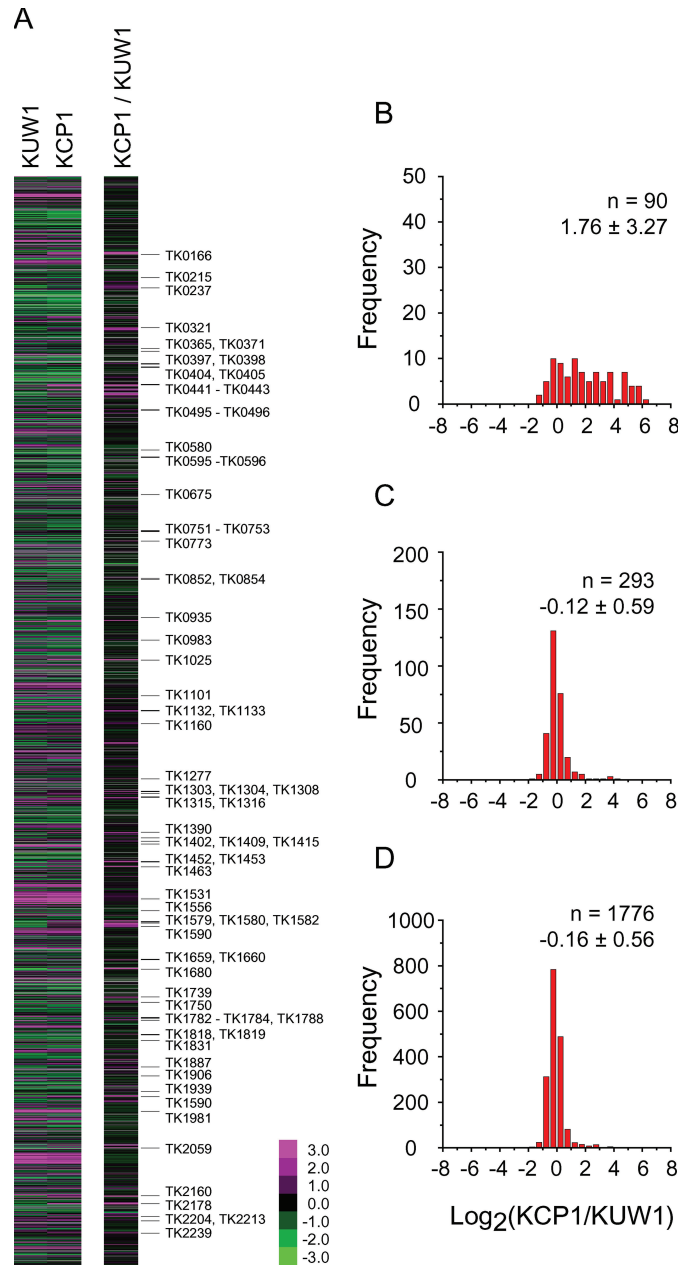 A
KUW1
KCP1
KCP1 / KUW1
TK0166
TK0215
TK0237
TK0321
TK0365, TK0371
TK0397, TK0398
TK0404, TK0405
TK0441 - TK0443
TK0495 - TK0496
TK0580
TK0595 -TK0596
TK0675
TK0751 - TK0753
TK0773
TK0852, TK0854
TK0935
TK0983
TK1025
TK1101
TK1132, TK1133
TK1160
TK1277
TK1303, TK1304, TK1308
TK1315, TK1316
TK1390
TK1402, TK1409, TK1415
TK1452, TK1453
TK1463
TK1531
TK1556
TK1579, TK1580, TK1582
TK1590
TK1659, TK1660
TK1680
TK1739
TK1750
TK1782 - TK1784, TK1788
TK1818, TK1819
TK1831
TK1887
TK1906
TK1939
TK1590
TK1981
TK2059
TK2160
TK2178
TK2204, TK2213
TK2239
3.0
2.0
1.0
0.0
-1.0
-2.0
-3.0
B
50
40
30
20
10
0
Frequency
n = 90
1.76 ± 3.27
-8 -6 -4 -2 0 2 4 6 8
C
200
150
100
50
0
Frequency
n = 293
-0.12 ± 0.59
-8 -6 -4 -2 0 2 4 6 8
D
1000
800
600
400
200
0
Frequency
n = 1776
-0.16 ± 0.56
-8 -6 -4 -2 0 2 4 6 8
Log2(KCP1/KUW1)